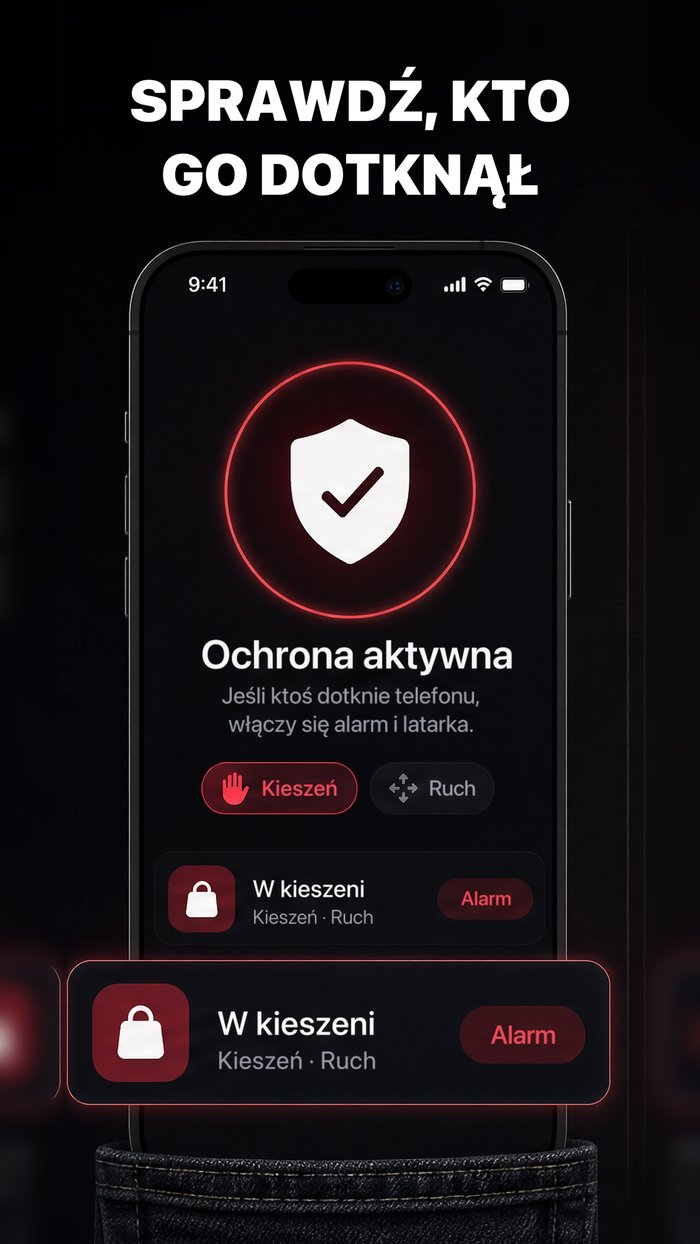 SPRAWDŹ, KTO
GO DOTKNĄŁ
9:41
Ochrona aktywna
Jeśli ktoś dotknie telefonu,
włączy się alarm i latarka.
Kieszeń
Ruch
W kieszeni
Kieszeń · Ruch
Alarm
W kieszeni
Kieszeń · Ruch
Alarm